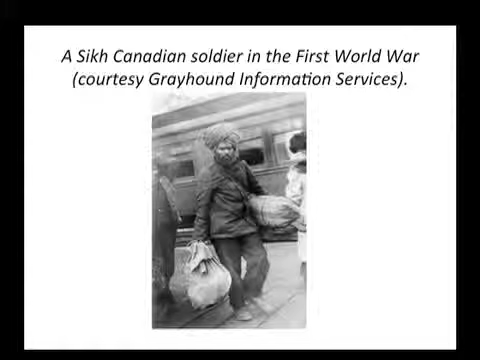 A Sikh Canadian soldier in the First World War
(courtesy Grayhound Information Services).